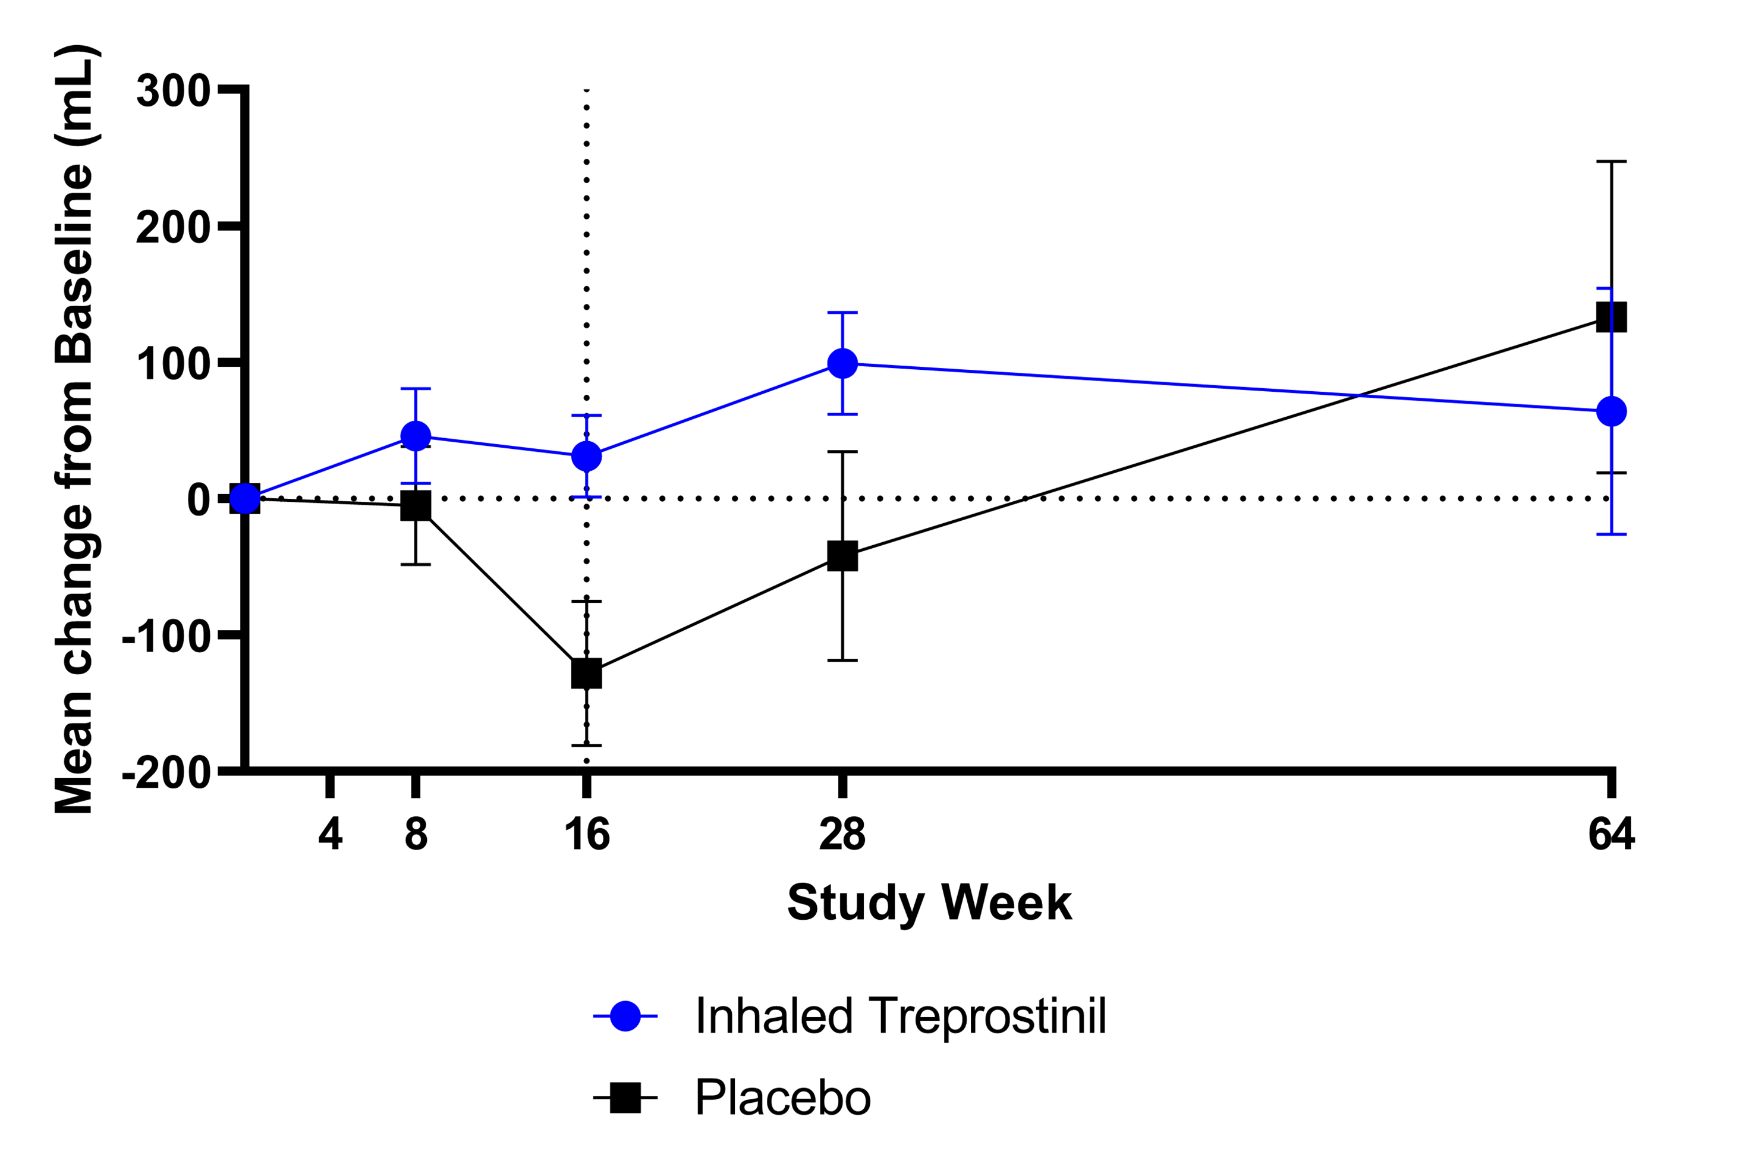 Mean change from Baseline (mL)
300
200
100
0
-100
-200
4 8 16 28 64
Study Week
Inhaled Treprostinil
Placebo